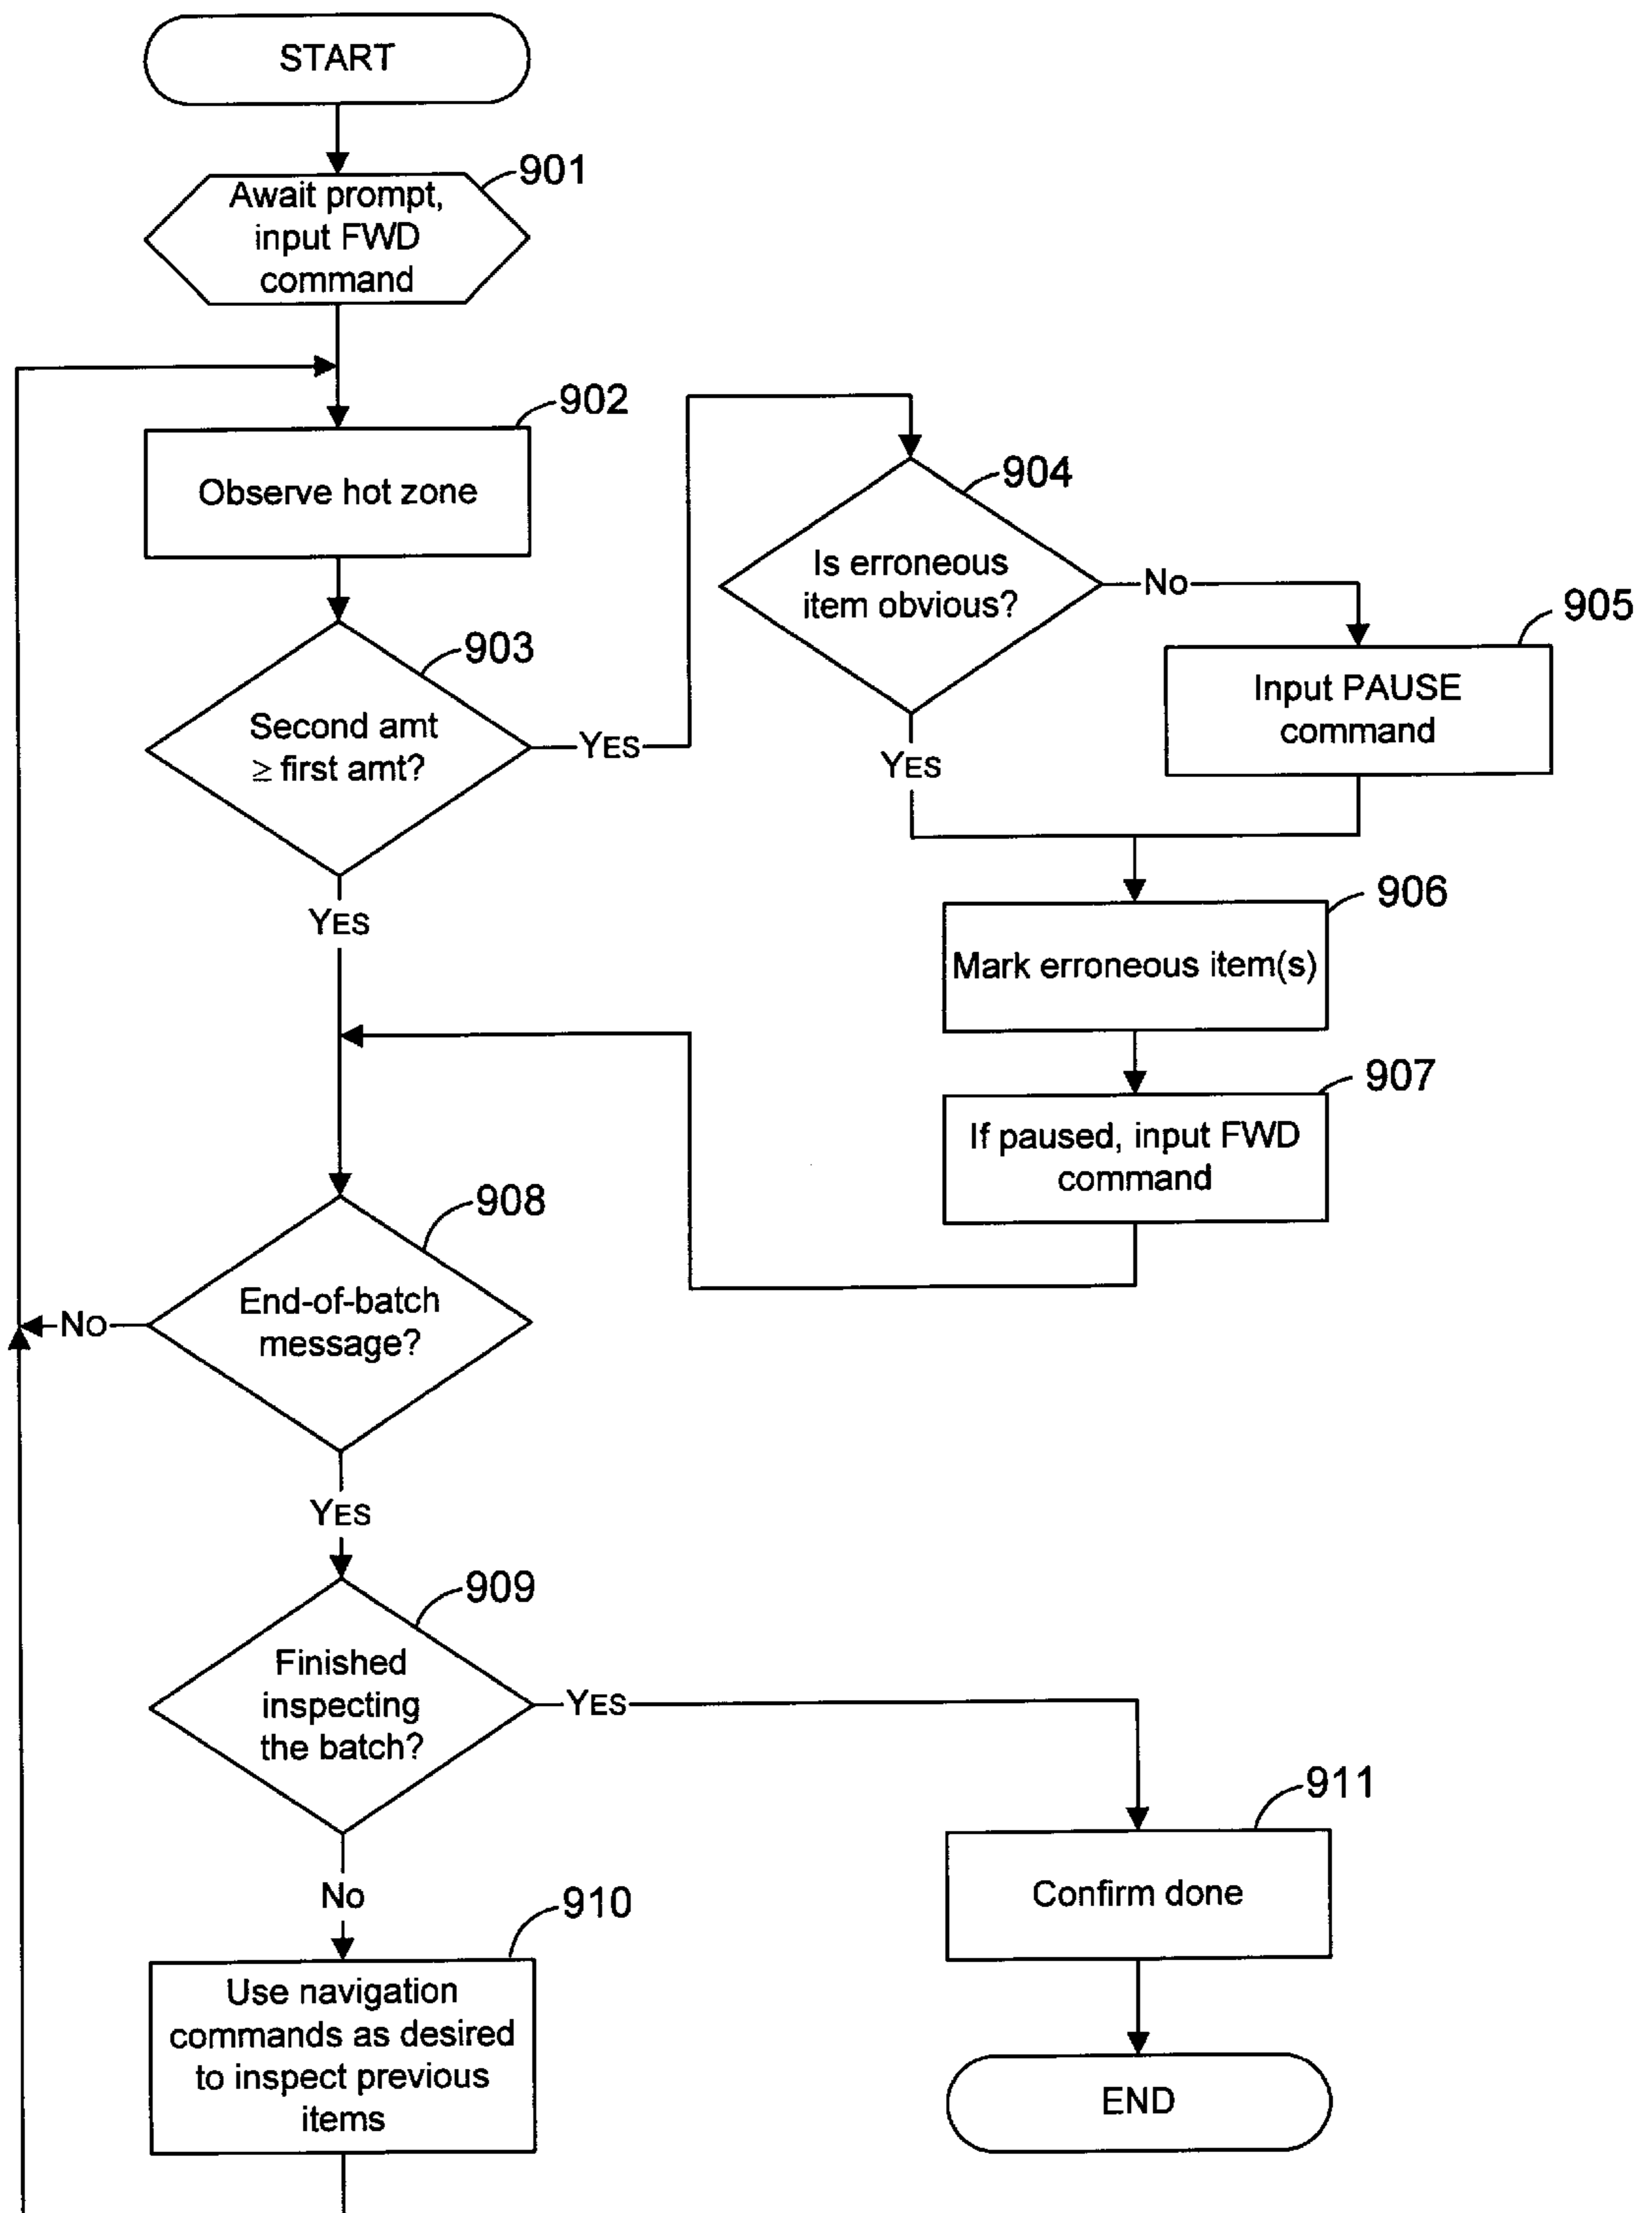 START
901
Await prompt,
input FWD
command
902
Observe hot zone
903
Second amt
≥ first amt?
YES
YES
904
Is erroneous
item obvious?
No
YES
905
Input PAUSE
command
906
Mark erroneous item(s)
907
If paused, input FWD
command
908
End-of-batch
message?
No
YES
909
Finished
inspecting
the batch?
YES
No
910
Use navigation
commands as desired
to inspect previous
items
911
Confirm done
END